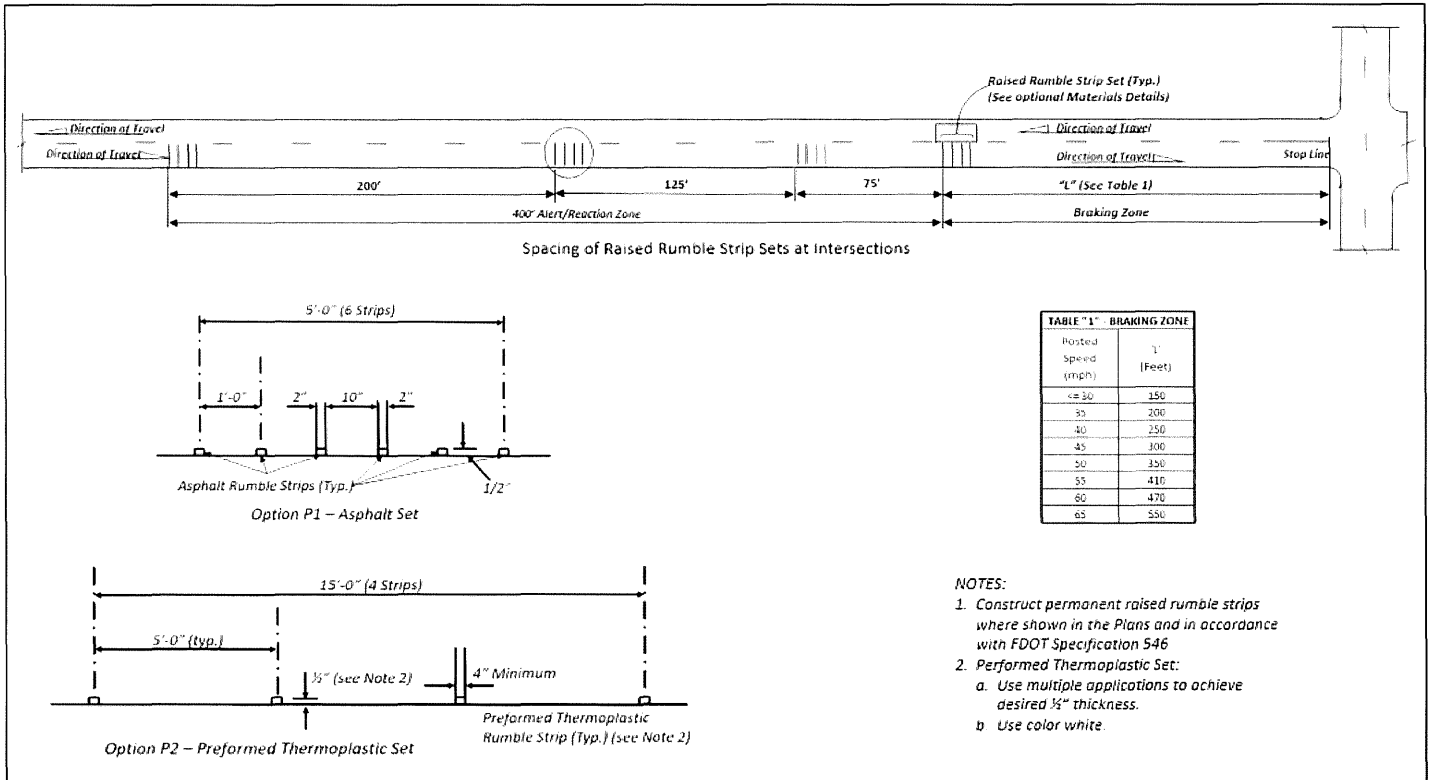 Raised Rumble Strip Set (Typ.)
(See optional Materials Details)
Direction of Travel
Direction of Travel
Direction of Travel
Direction of Travel
Stop Line
200'
125'
75'
"L" (See Table 1)
400' Alert/Reaction Zone
Braking Zone
Spacing of Raised Rumble Strip Sets at Intersections
5'-0" (6 Strips)
1'-0"
2"
10"
2"
Asphalt Rumble Strips (Typ.)
1/2"
Option P1 – Asphalt Set
TABLE "1" - BRAKING ZONE
Posted Speed (mph) "L" (Feet)
<= 30 150
35 200
40 250
45 300
50 350
55 410
60 470
65 550
15'-0" (4 Strips)
5'-0" (typ.)
½" (see Note 2)
4" Minimum
Preformed Thermoplastic
Rumble Strip (Typ.) (see Note 2)
Option P2 – Preformed Thermoplastic Set
NOTES:
1. Construct permanent raised rumble strips
where shown in the Plans and in accordance
with FDOT Specification 546
2. Performed Thermoplastic Set:
a. Use multiple applications to achieve
desired ½" thickness.
b. Use color white.